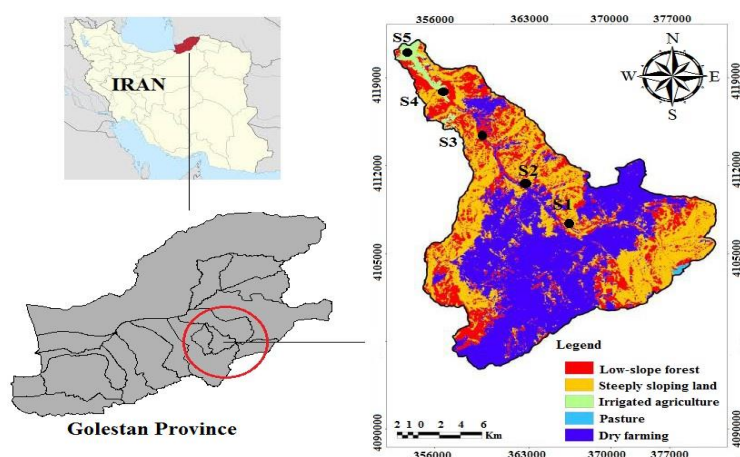 IRAN
Golestan Province
356000 363000 370000 377000
4119000
4112000
4105000
4090000
N
W E
S
S5
S4
S3
S2
S1
Legend
Low-slope forest
Steeply sloping land
Irrigated agriculture
Pasture
Dry farming
2 1 0 2 4 6
Km
356000 363000 370000 377000